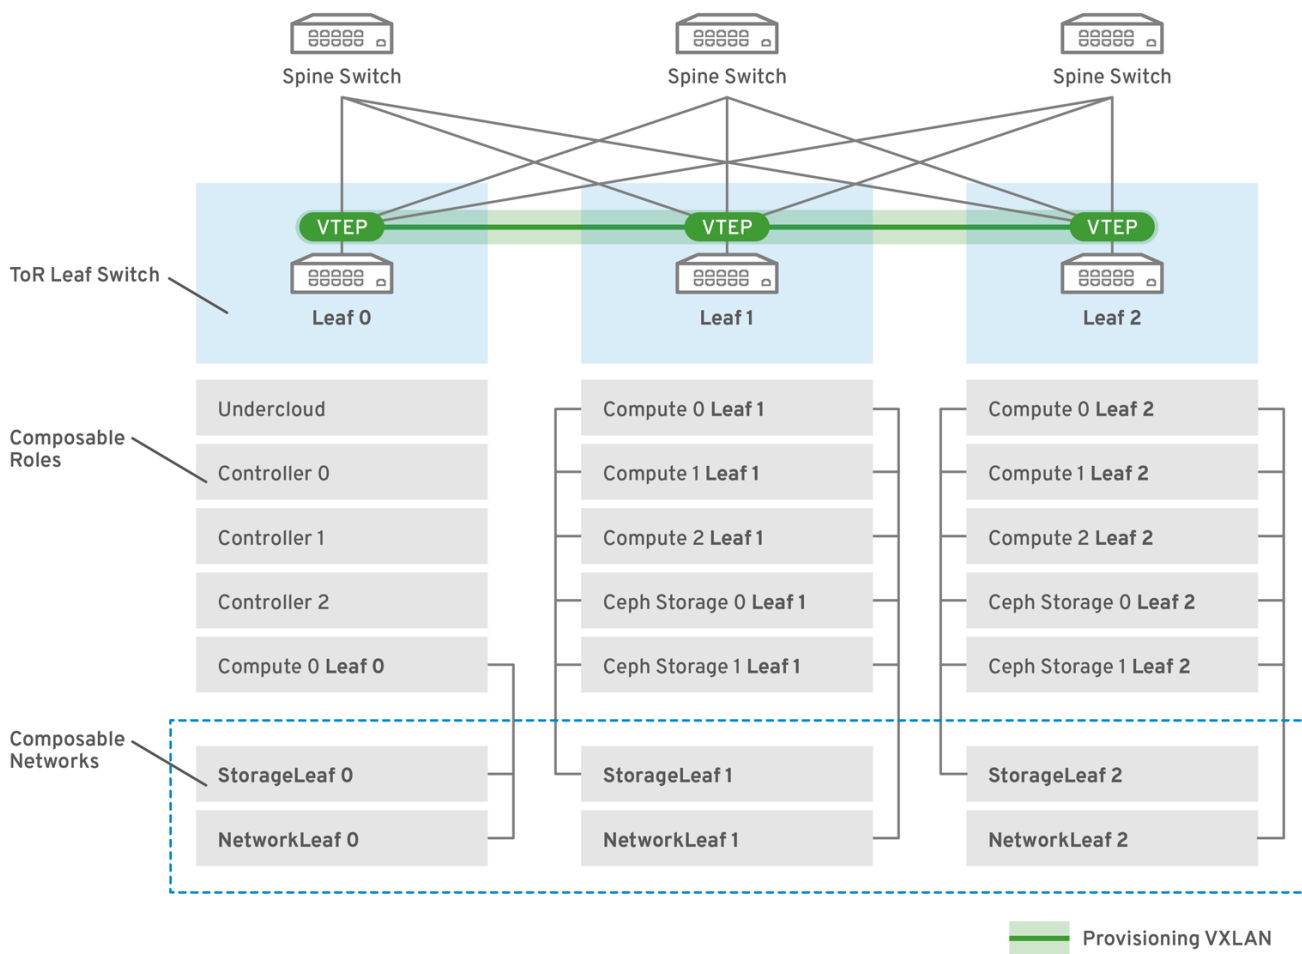 Spine Switch
Spine Switch
Spine Switch
VTEP
VTEP
VTEP
ToR Leaf Switch
Leaf 0
Leaf 1
Leaf 2
Composable
Roles
Undercloud
Controller 0
Controller 1
Controller 2
Compute 0 Leaf 0
Compute 0 Leaf 1
Compute 1 Leaf 1
Compute 2 Leaf 1
Ceph Storage 0 Leaf 1
Ceph Storage 1 Leaf 1
Compute 0 Leaf 2
Compute 1 Leaf 2
Compute 2 Leaf 2
Ceph Storage 0 Leaf 2
Ceph Storage 1 Leaf 2
Composable
Networks
StorageLeaf 0
NetworkLeaf 0
StorageLeaf 1
NetworkLeaf 1
StorageLeaf 2
NetworkLeaf 2
Provisioning VXLAN